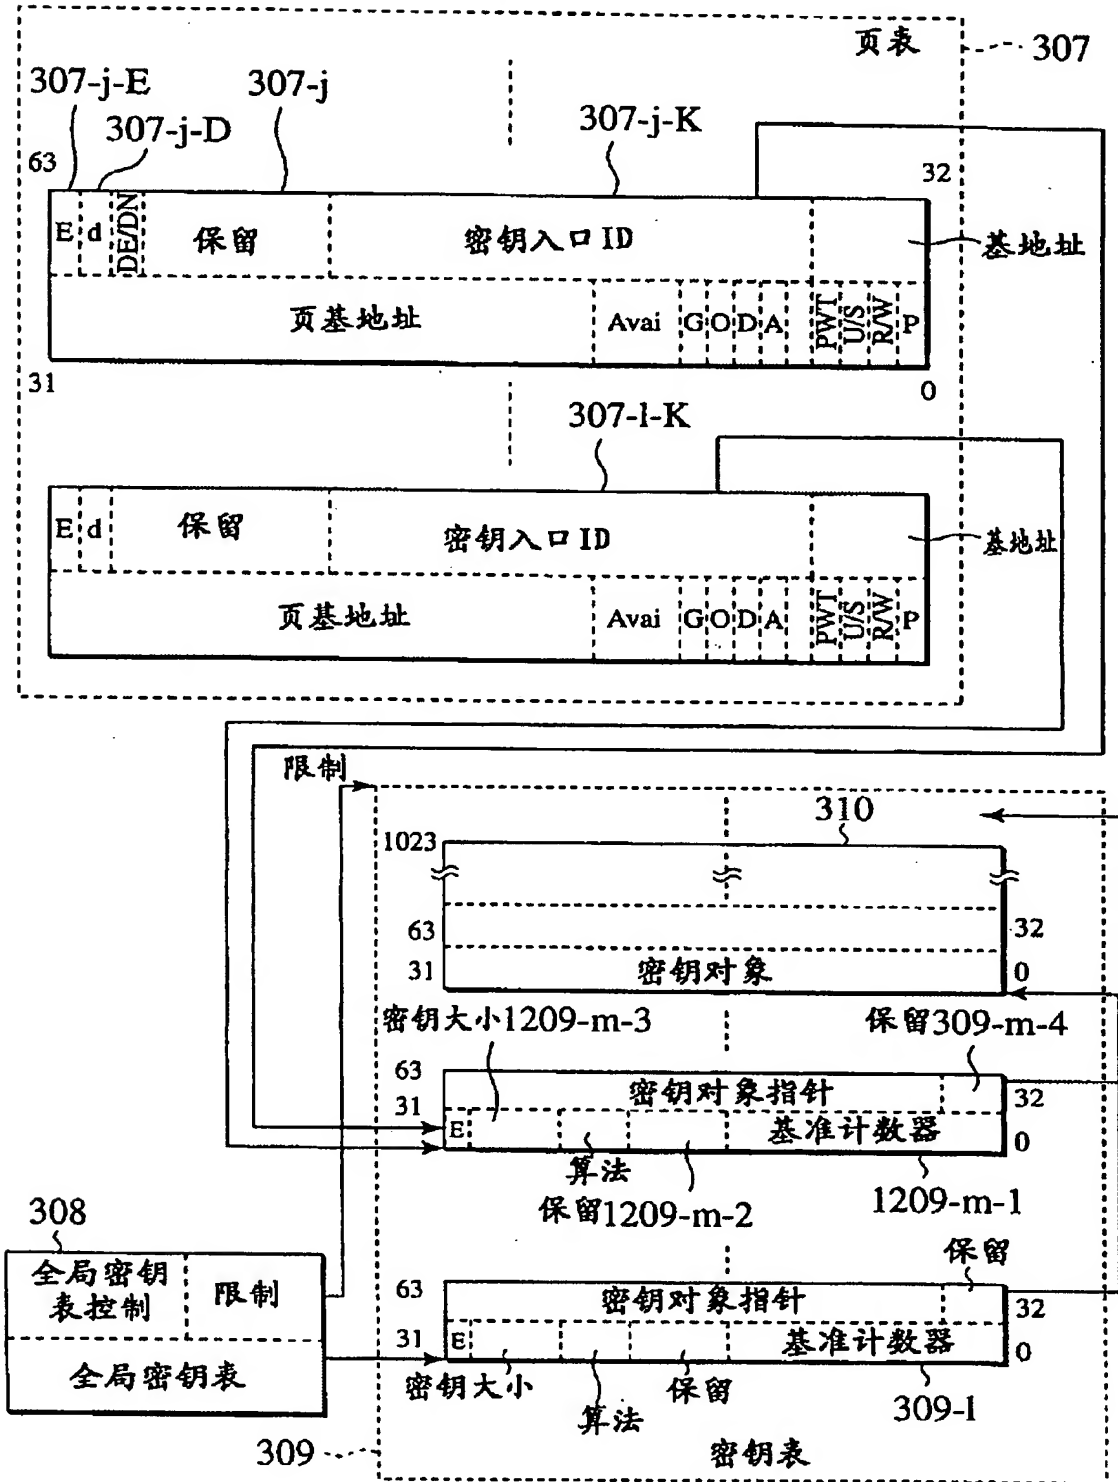 页表
307
307-j-E
307-j
307-j-D
307-j-K
63
32
E
d
DE/DN
保留
密钥入口 ID
基地址
页基地址
Avai
G
O
D
A
PWT
U/S
R/W
P
31
0
307-l-K
E
d
保留
密钥入口 ID
基地址
页基地址
Avai
G
O
D
A
PWT
U/S
R/W
P
限制
310
1023
63
32
31
密钥对象
0
密钥大小1209-m-3
保留309-m-4
63
密钥对象指针
32
31
E
基准计数器
0
算法
保留1209-m-2
1209-m-1
308
保留
全局密钥
表控制
限制
63
密钥对象指针
32
31
E
基准计数器
0
全局密钥表
密钥大小
算法
保留
309-1
309
密钥表